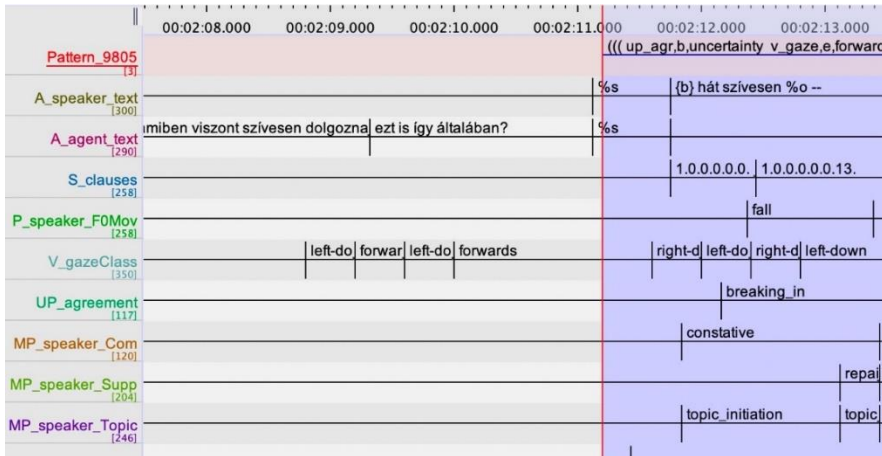 00:02:08.000 00:02:09.000 00:02:10.000 00:02:11.000 00:02:12.000 00:02:13.000
Pattern_9805 ((( up_agr,b,uncertainty v_gaze,e,forward
[3]
A_speaker_text %s {b} hát szívesen %o --
[300]
A_agent_text amiben viszont szívesen dolgozna ezt is így általában? %s
[290]
S_clauses 1.0.0.0.0.0. 1.0.0.0.0.0.13.
[258]
P_speaker_F0Mov fall
[258]
V_gazeClass left-do forwar left-do forwards right-d left-do right-d left-down
[350]
UP_agreement breaking_in
[117]
MP_speaker_Com constative
[120]
MP_speaker_Supp repai
[204]
MP_speaker_Topic topic_initiation topic_
[246]